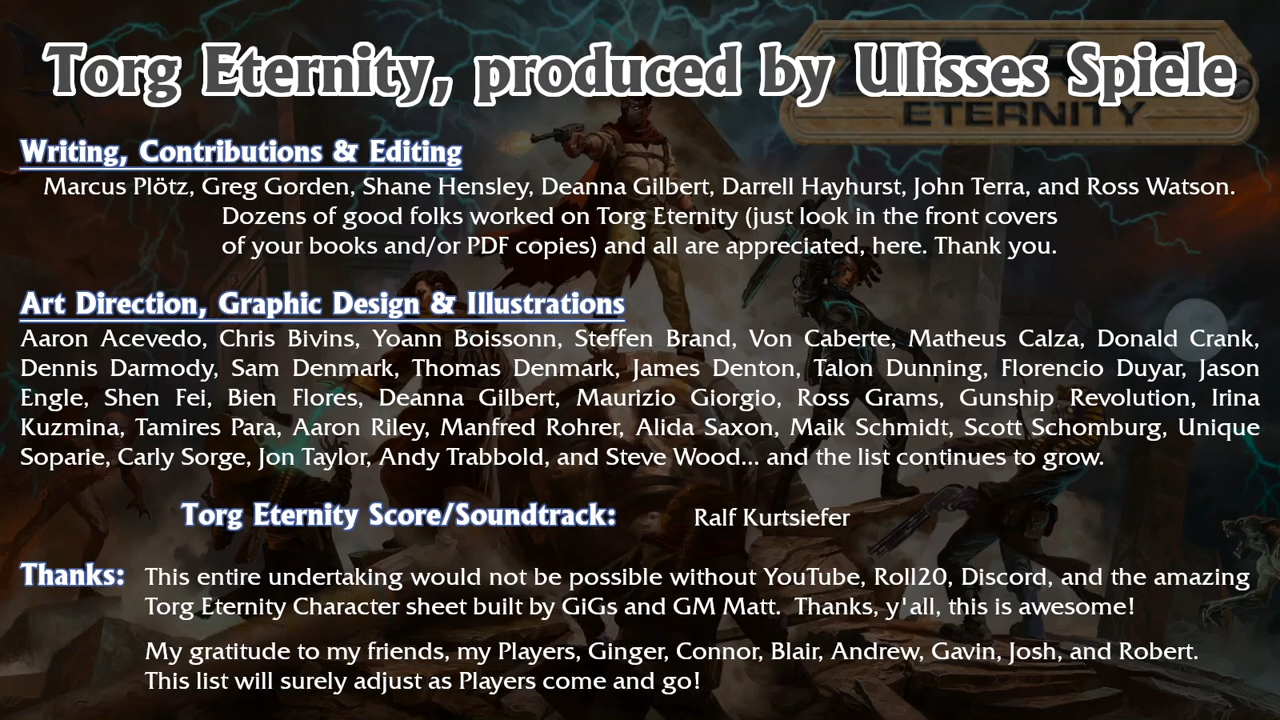 Torg Eternity, produced by Ulisses Spiele
ETERNITY
Writing, Contributions & Editing
Marcus Plötz, Greg Gorden, Shane Hensley, Deanna Gilbert, Darrell Hayhurst, John Terra, and Ross Watson.
Dozens of good folks worked on Torg Eternity (just look in the front covers
of your books and/or PDF copies) and all are appreciated, here. Thank you.
Art Direction, Graphic Design & Illustrations
Aaron Acevedo, Chris Bivins, Yoann Boissonn, Steffen Brand, Von Caberte, Matheus Calza, Donald Crank,
Dennis Darmody, Sam Denmark, Thomas Denmark, James Denton, Talon Dunning, Florencio Duyar, Jason
Engle, Shen Fei, Bien Flores, Deanna Gilbert, Maurizio Giorgio, Ross Grams, Gunship Revolution, Irina
Kuzmina, Tamires Para, Aaron Riley, Manfred Rohrer, Alida Saxon, Maik Schmidt, Scott Schomburg, Unique
Soparie, Carly Sorge, Jon Taylor, Andy Trabbold, and Steve Wood... and the list continues to grow.
Torg Eternity Score/Soundtrack: Ralf Kurtsiefer
Thanks: This entire undertaking would not be possible without YouTube, Roll20, Discord, and the amazing
Torg Eternity Character sheet built by GiGs and GM Matt. Thanks, y'all, this is awesome!
My gratitude to my friends, my Players, Ginger, Connor, Blair, Andrew, Gavin, Josh, and Robert.
This list will surely adjust as Players come and go!